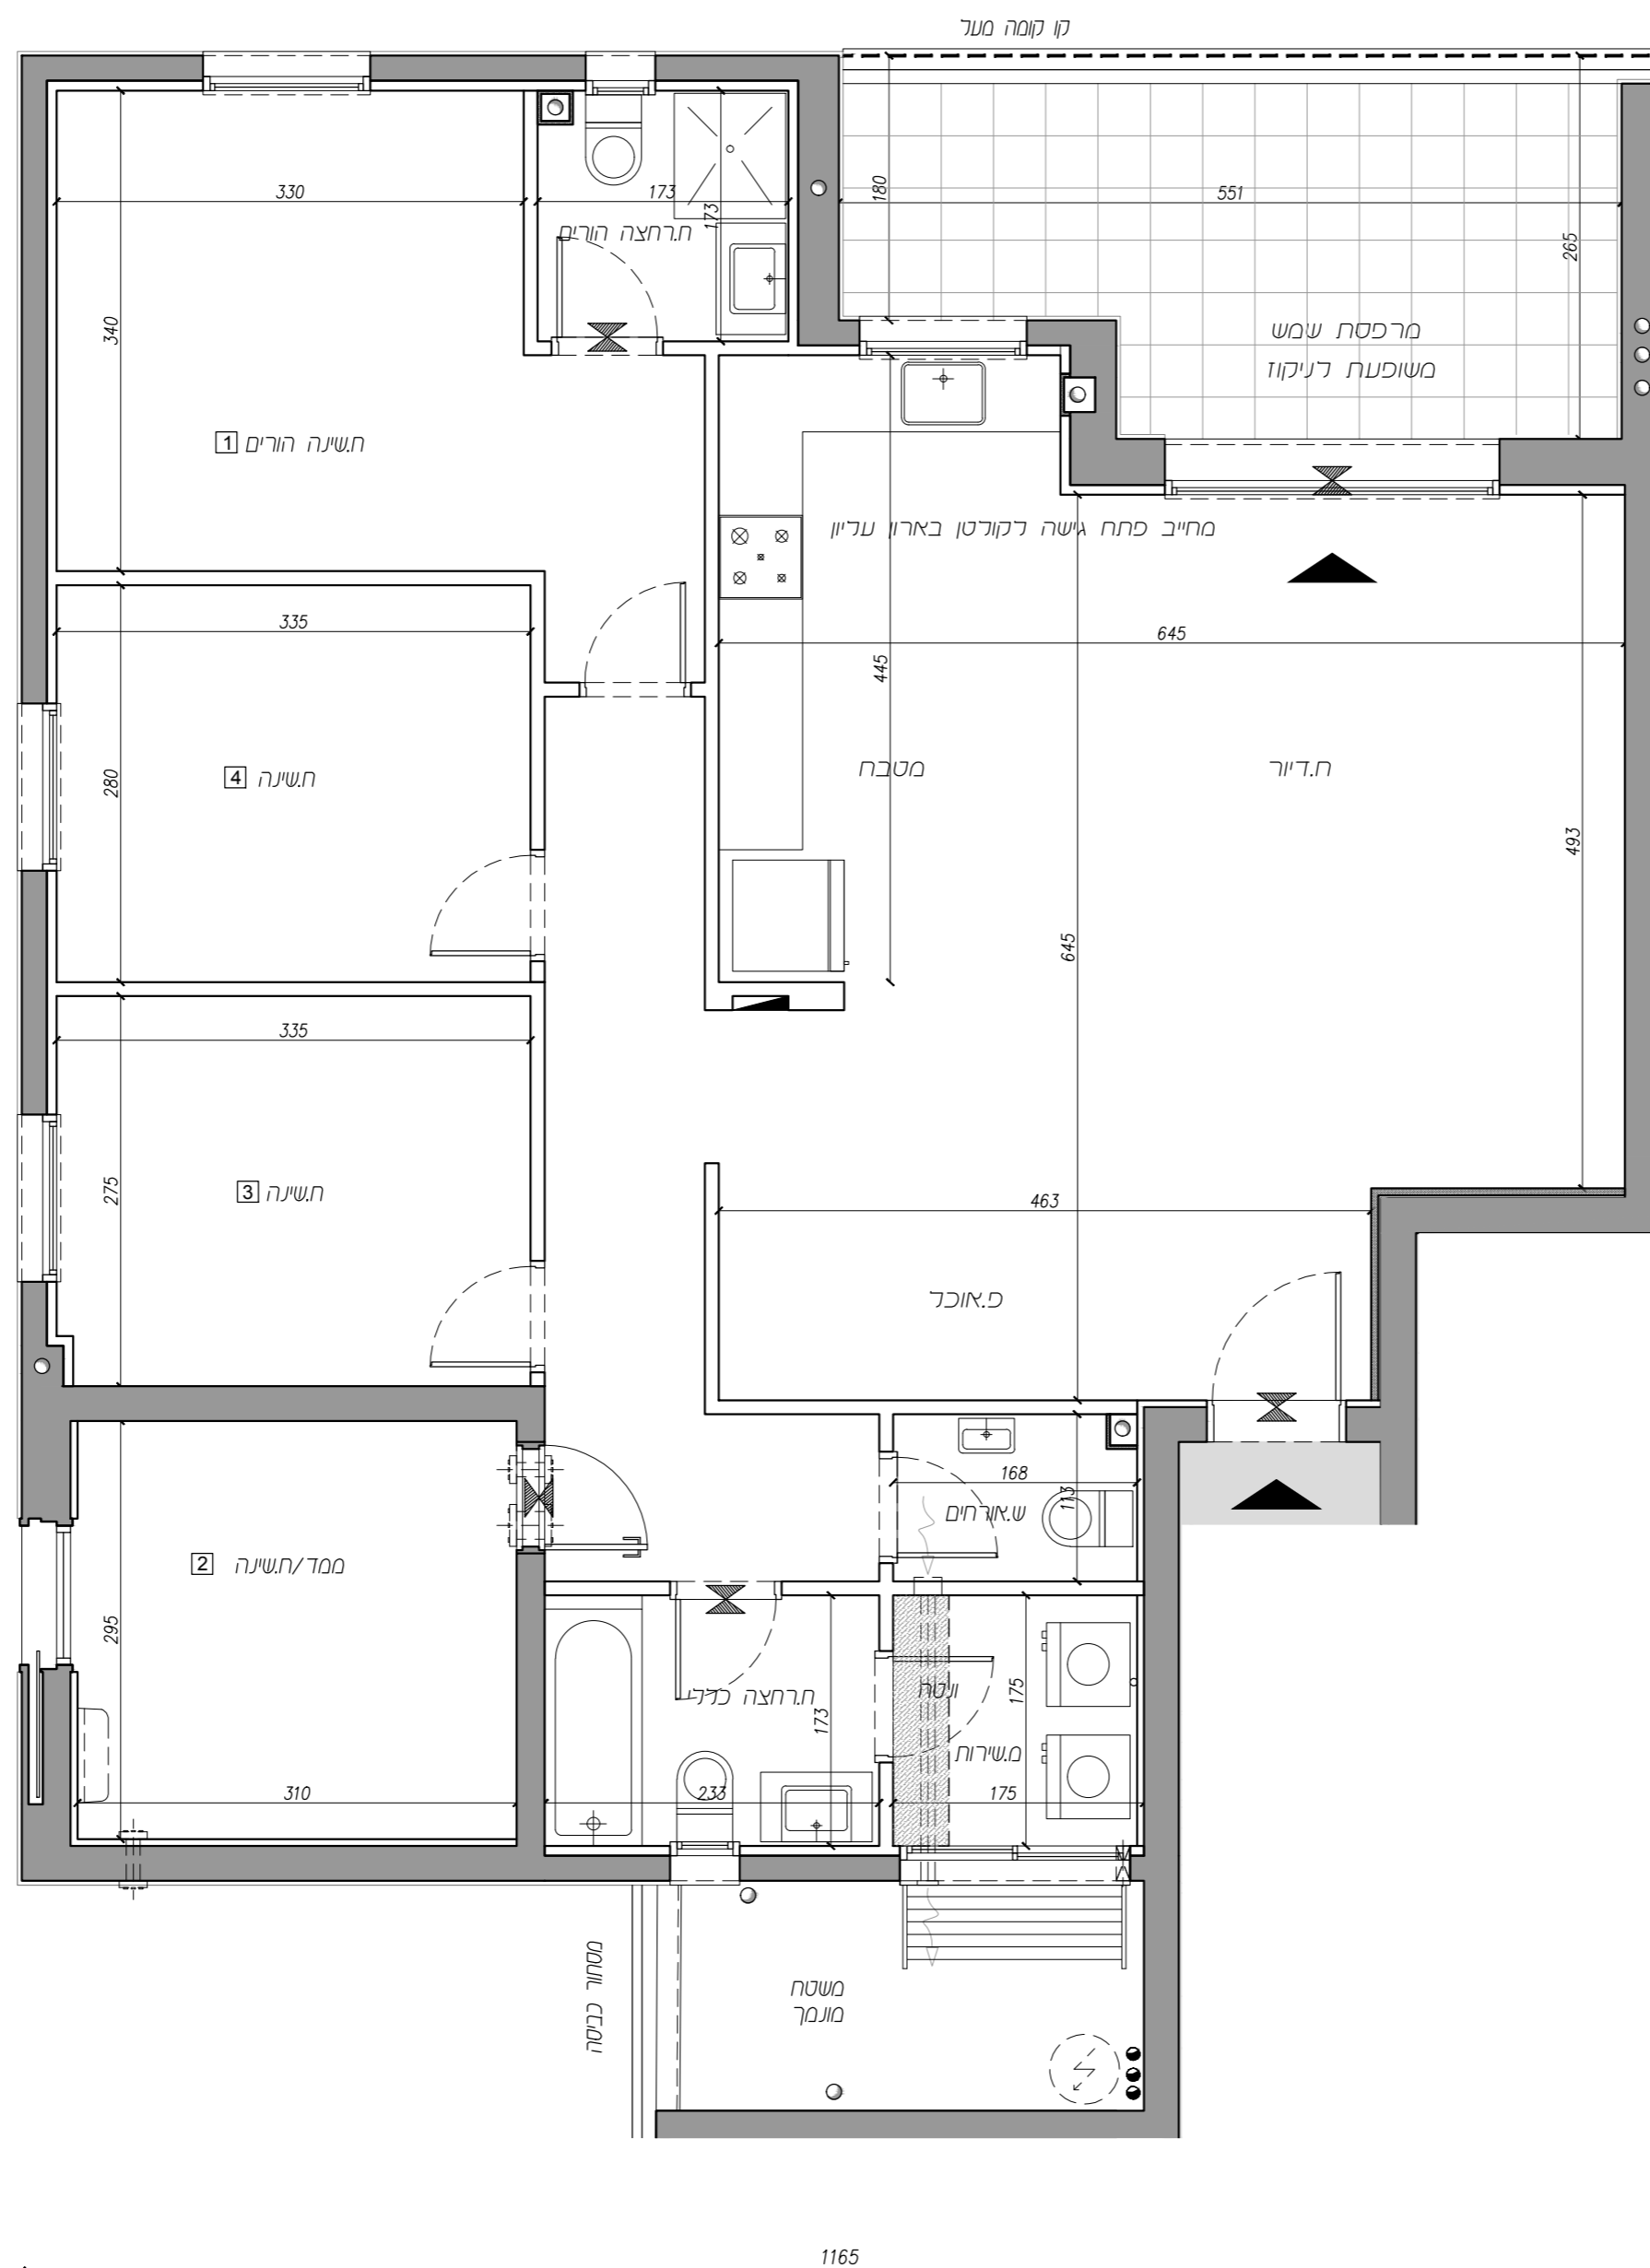 קו קומה מעל
330
173
173
180
551
265
ח.רחצה הורים
340
מרפסת שמש
משופעת לניקוז
1 ח.שינה הורים
מחייב פתח גישה לקולטן בארון עליון
335
645
445
280
4 ח.שינה
מטבח
ח.דיור
493
645
335
275
3 ח.שינה
463
פ.אוכל
168
113
ש.אורחים
2 ממד/ח.שינה
295
310
ח.רחצה כללי
173
233
ונטה
175
מ.שירות
175
מסתור כביסה
משטח
מונמך
1165